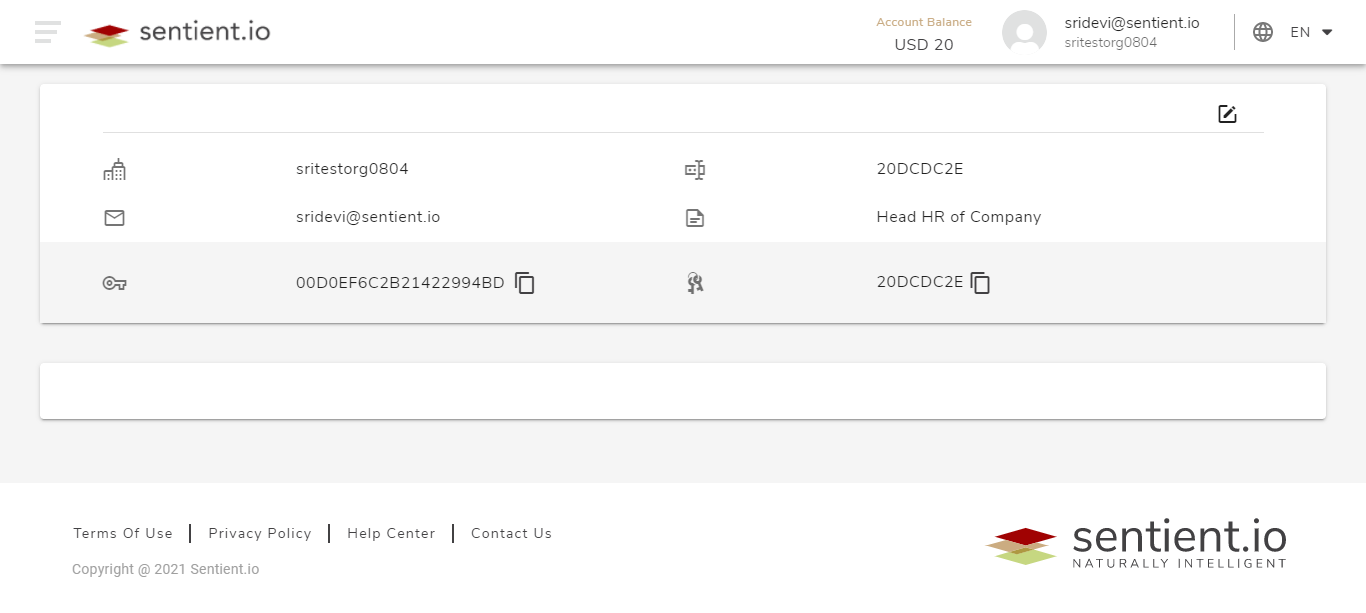 sentient.io
Account Balance
USD 20
sridevi@sentient.io
sritestorg0804
EN
sritestorg0804
20DCDC2E
sridevi@sentient.io
Head HR of Company
00D0EF6C2B21422994BD
20DCDC2E
Terms Of Use
Privacy Policy
Help Center
Contact Us
Copyright @ 2021 Sentient.io
sentient.io
NATURALLY INTELLIGENT